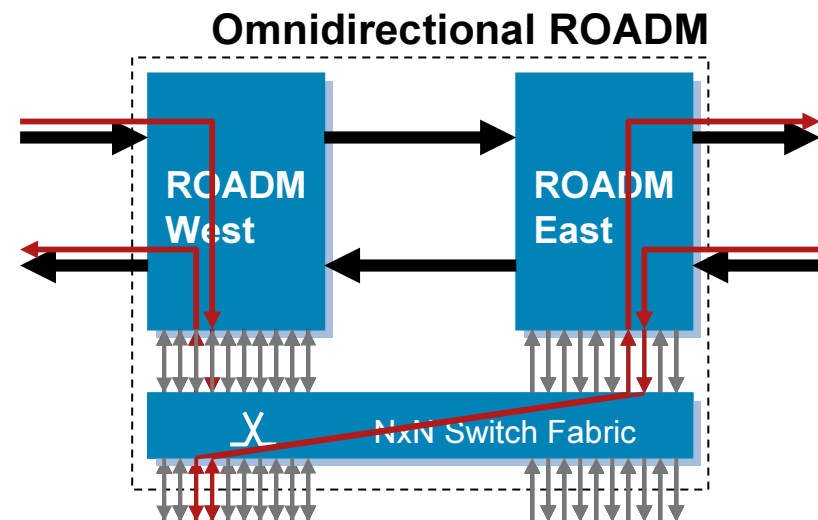 Omnidirectional ROADM
ROADM
West
ROADM
East
NxN Switch Fabric